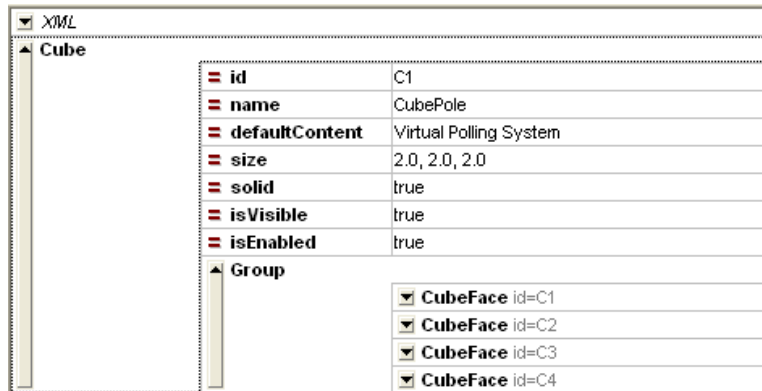 XML
Cube
= id C1
= name CubePole
= defaultContent Virtual Polling System
= size 2.0, 2.0, 2.0
= solid true
= isVisible true
= isEnabled true
Group
CubeFace id=C1
CubeFace id=C2
CubeFace id=C3
CubeFace id=C4